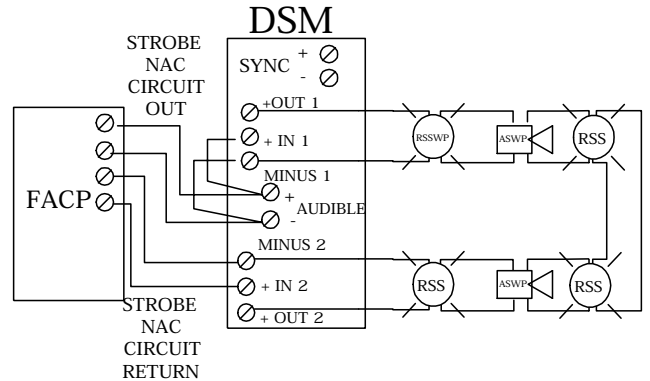 DSM
STROBE
NAC
CIRCUIT
OUT
SYNC
+
-
+OUT 1
+ IN 1
MINUS 1
+
AUDIBLE
-
MINUS 2
+ IN 2
+ OUT 2
FACP
STROBE
NAC
CIRCUIT
RETURN
RSSWP
ASWP
RSS
RSS
ASWP
RSS